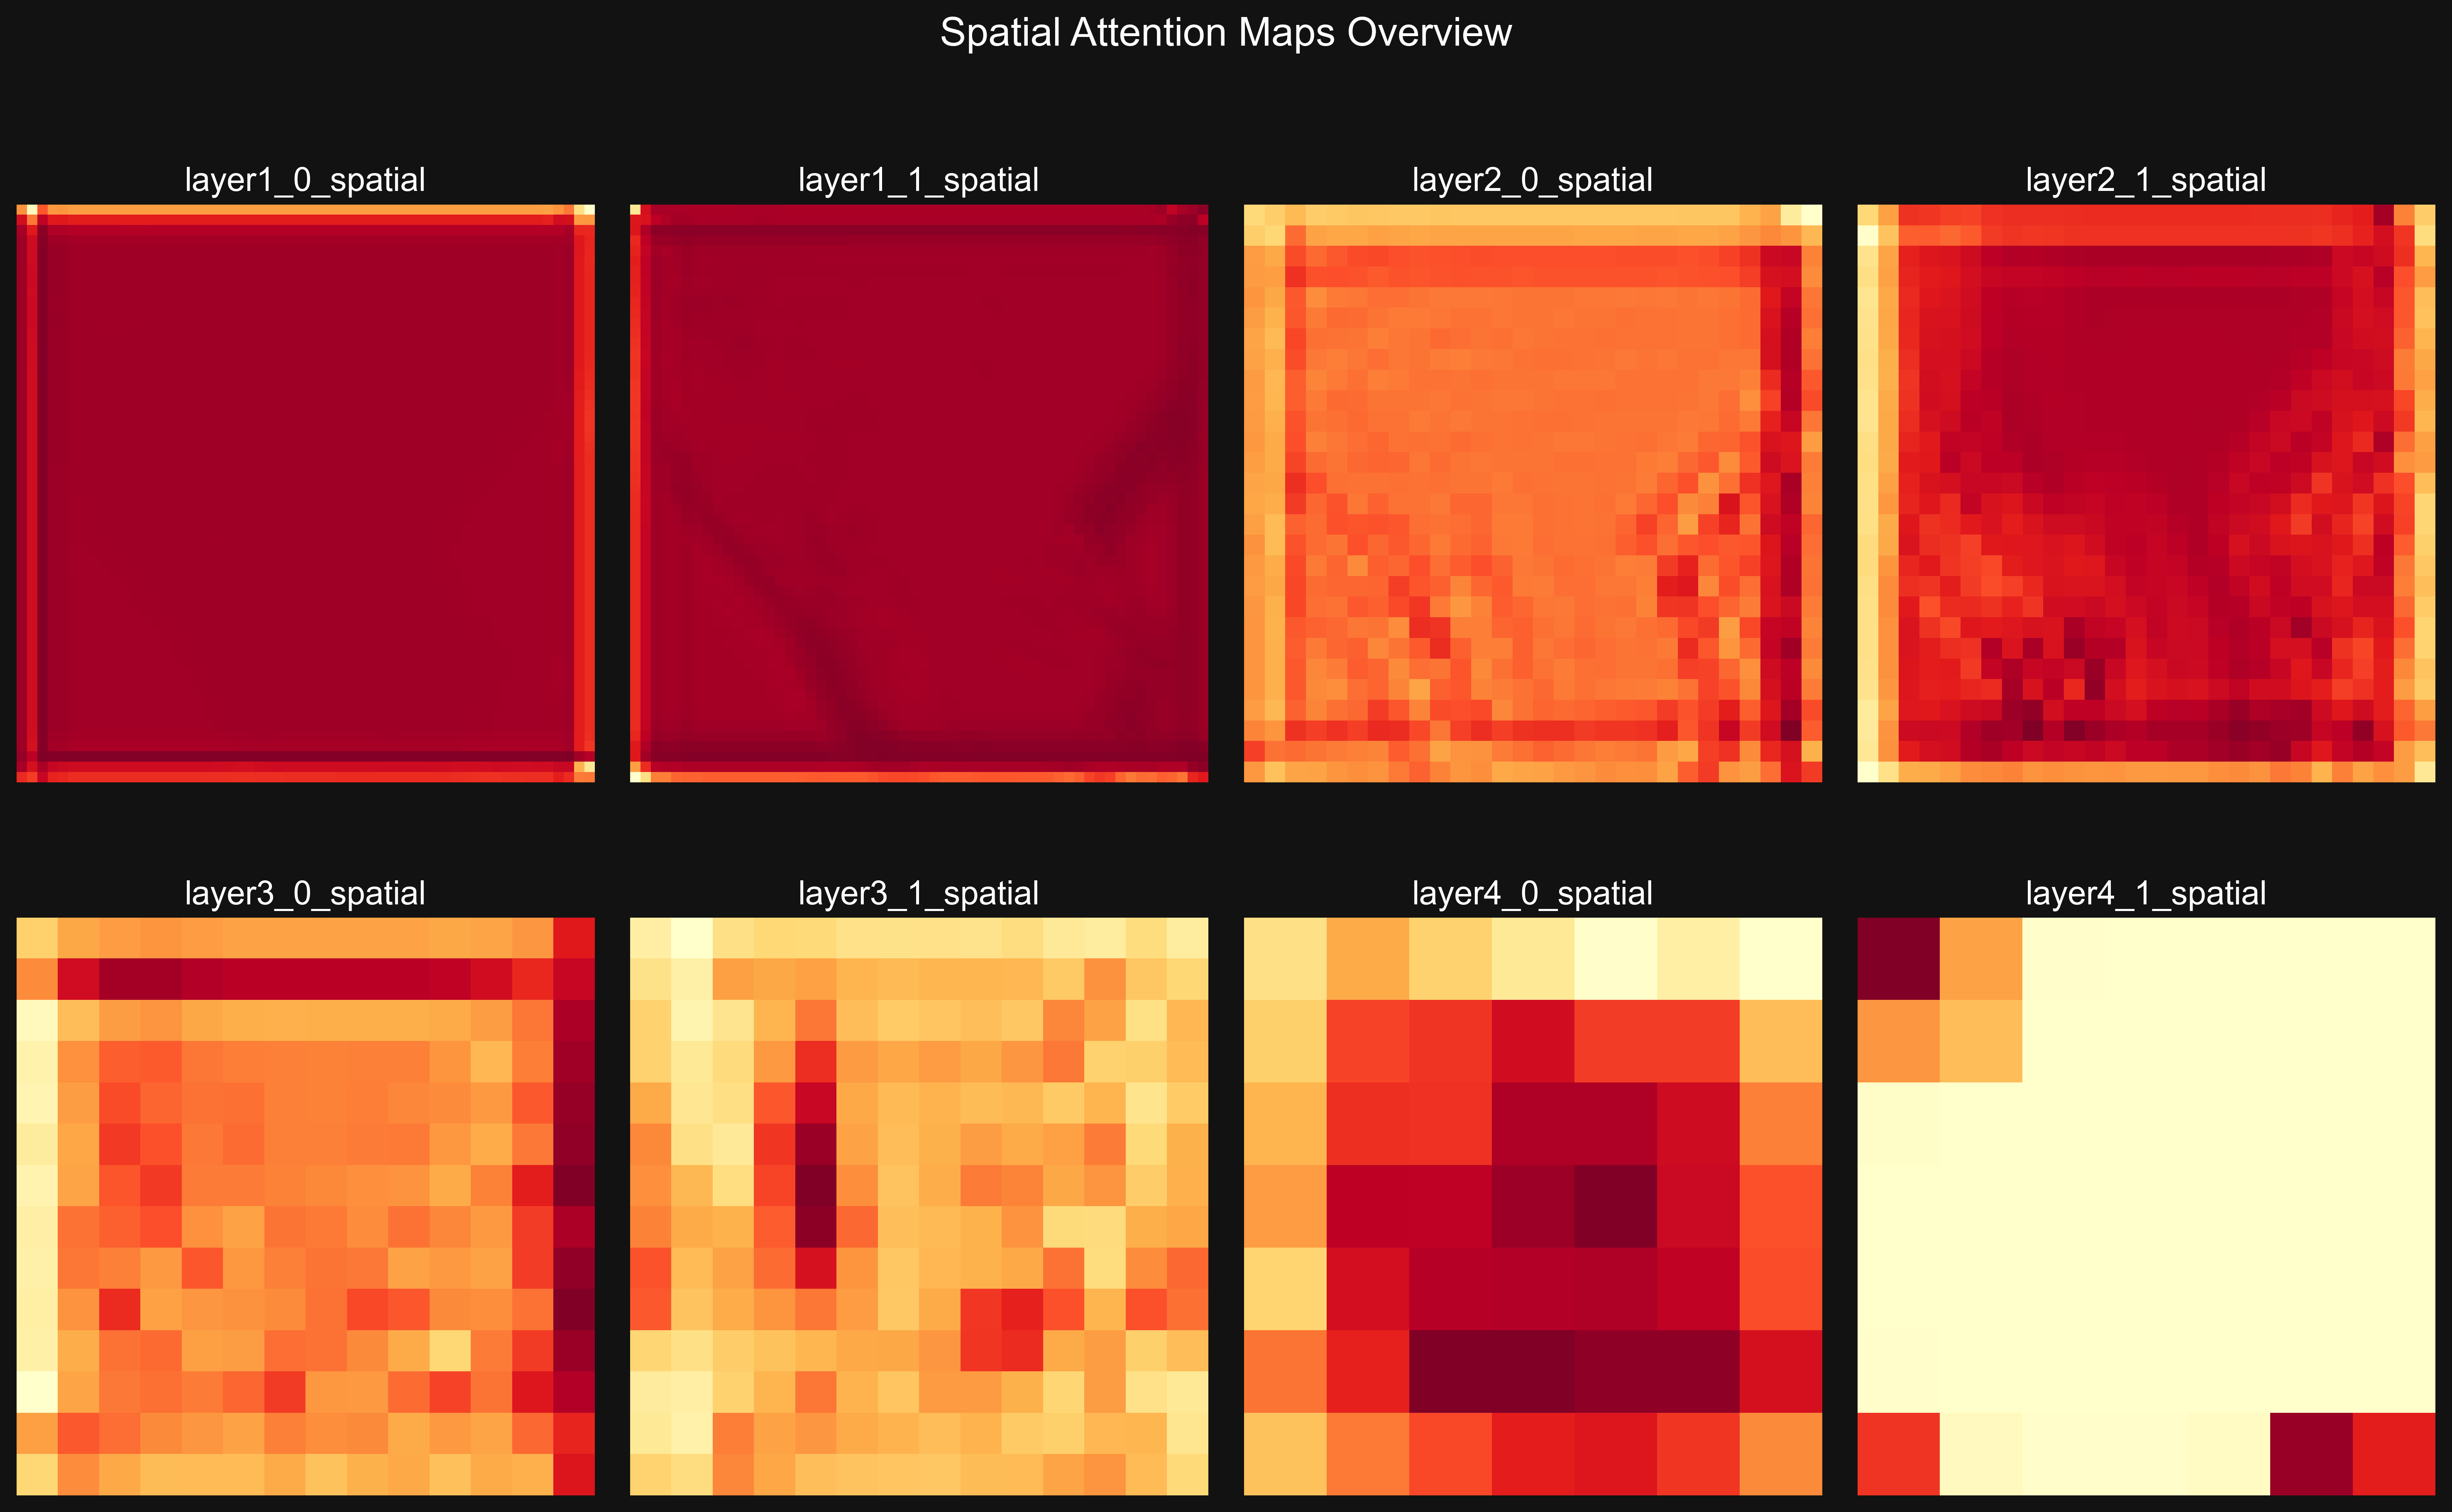 Spatial Attention Maps Overview
layer1_0_spatial
layer1_1_spatial
layer2_0_spatial
layer2_1_spatial
layer3_0_spatial
layer3_1_spatial
layer4_0_spatial
layer4_1_spatial